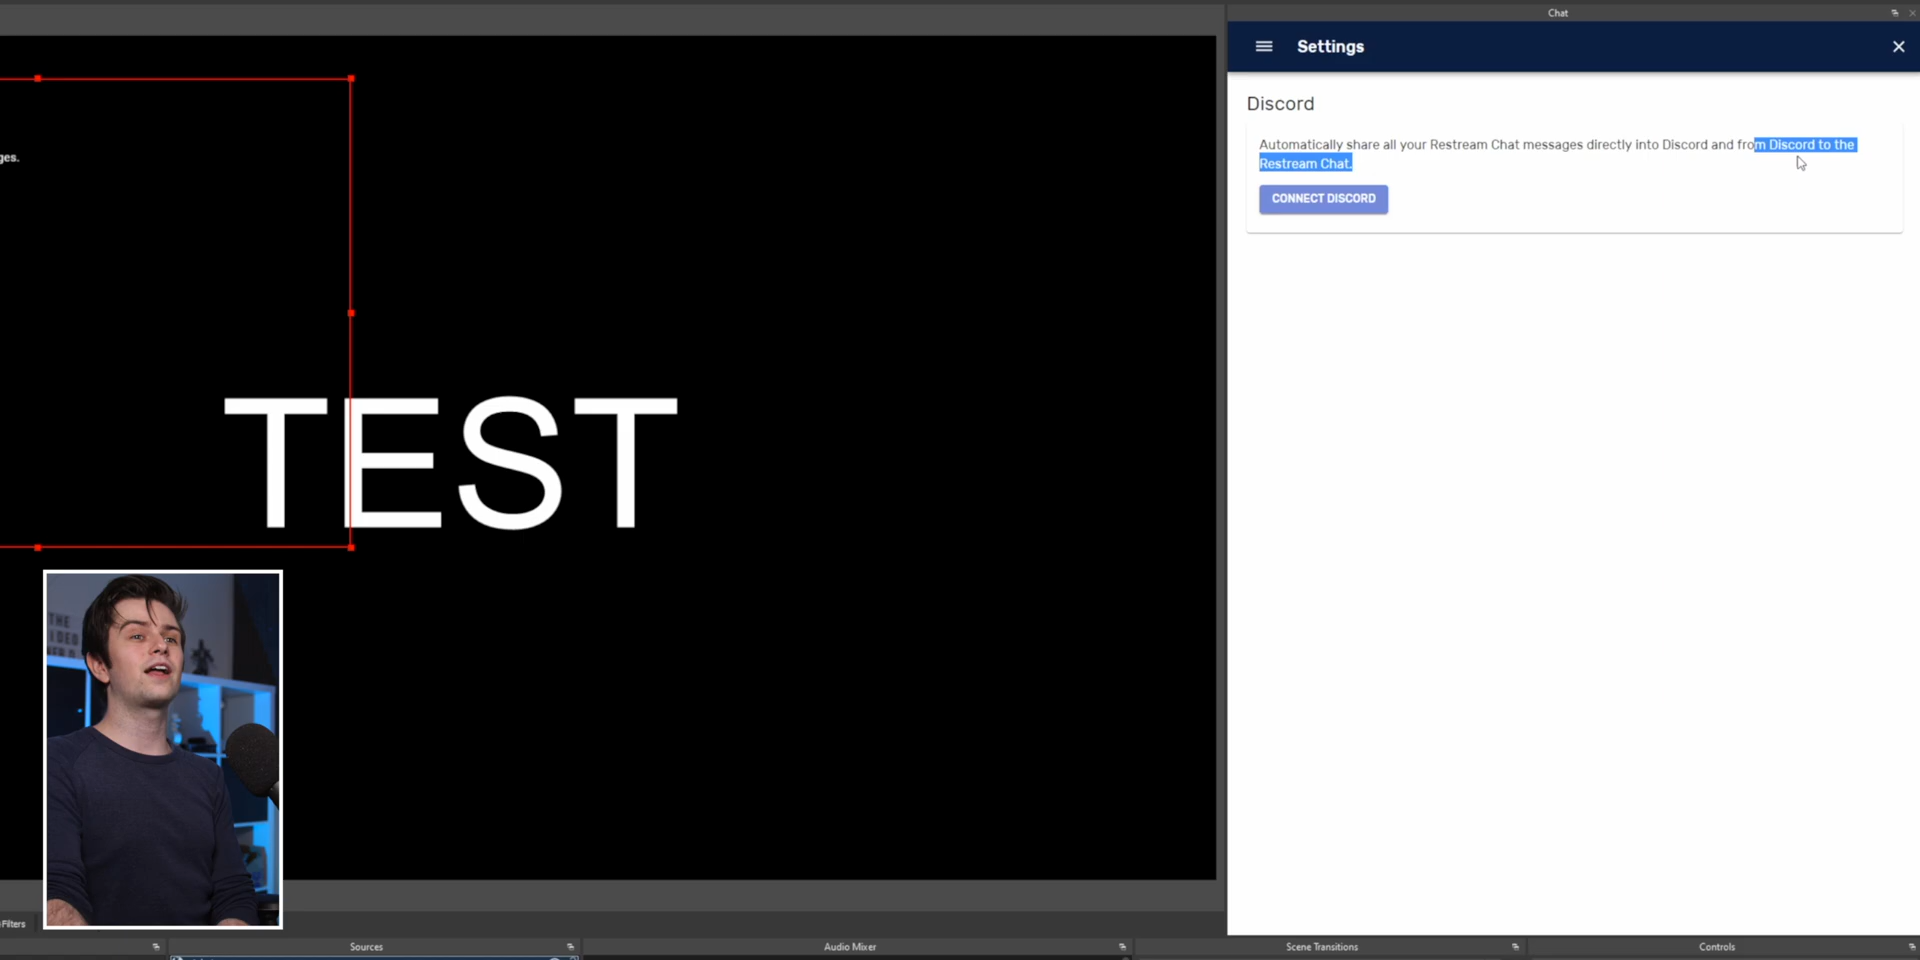 Chat
Settings
Discord
Automatically share all your Restream Chat messages directly into Discord and from Discord to the
Restream Chat.
CONNECT DISCORD
ges.
TEST
THE
Filters
Sources
Audio Mixer
Scene Transitions
Controls